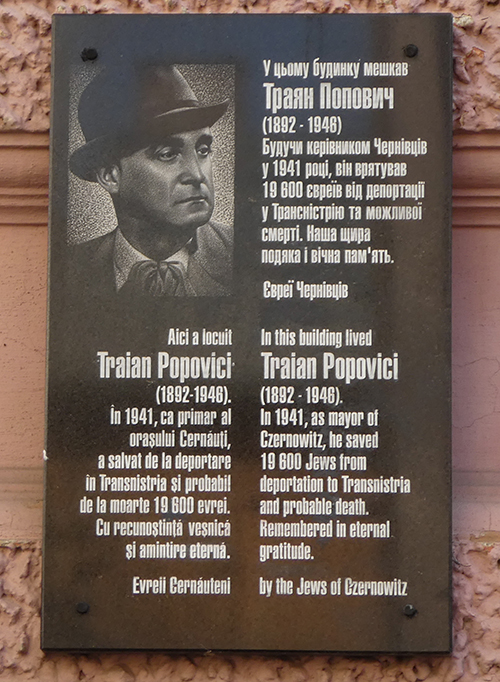 У цьому будинку мешкав
Траян Попович
(1892 - 1946)
Будучи керівником Чернівців
у 1941 році, він врятував
19 600 євреїв від депортації
у Трансністрію та можливої
смерті. Наша щира
подяка і вічна пам'ять.
Євреї Чернівців
Aici a locuit
Traian Popovici
(1892-1946).
În 1941, ca primar al
orașului Cernăuți,
a salvat de la deportare
în Transnistria și probabil
de la moarte 19 600 evrei.
Cu recunoștință veșnică
și amintire eternă.
Evreii Cernăuteni
In this building lived
Traian Popovici
(1892 - 1946).
In 1941, as mayor of
Czernowitz, he saved
19 600 Jews from
deportation to Transnistria
and probable death.
Remembered in eternal
gratitude.
by the Jews of Czernowitz